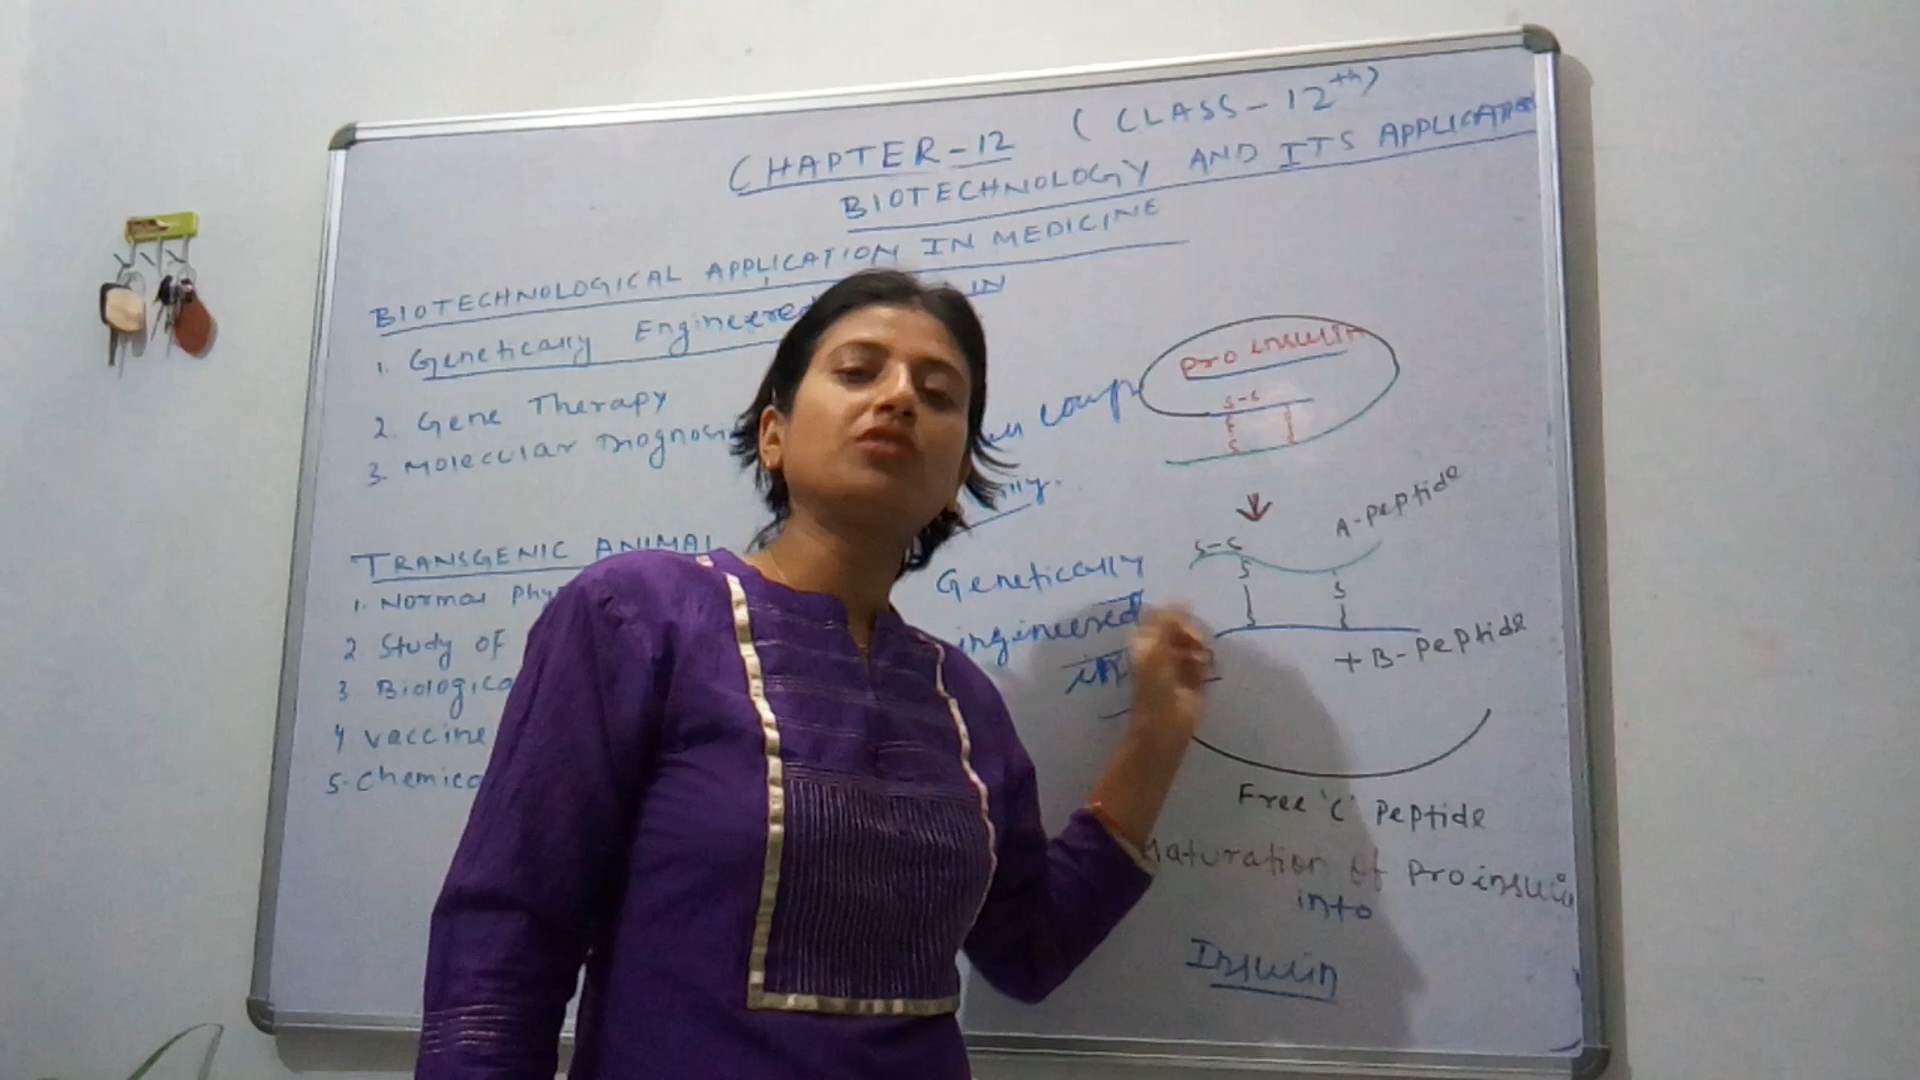 CHAPTER-12 (CLASS-12th)
BIOTECHNOLOGY AND ITS APPLICATION
BIOTECHNOLOGICAL APPLICATION IN MEDICINE
1. Genetically Engineered IN
2. Gene Therapy
3. Molecular Diagnosis
TRANSGENIC ANIMAL
1. Normal Phy
2 Study of
3 Biologica
4 vaccine
5. Chemica
Proinsulin
S-S
S
S
A-Peptide
S-S
S
S
+ B-Peptide
Free 'C' Peptide
Maturation of Proinsulin
into
Insulin
Genetically
engineered
in